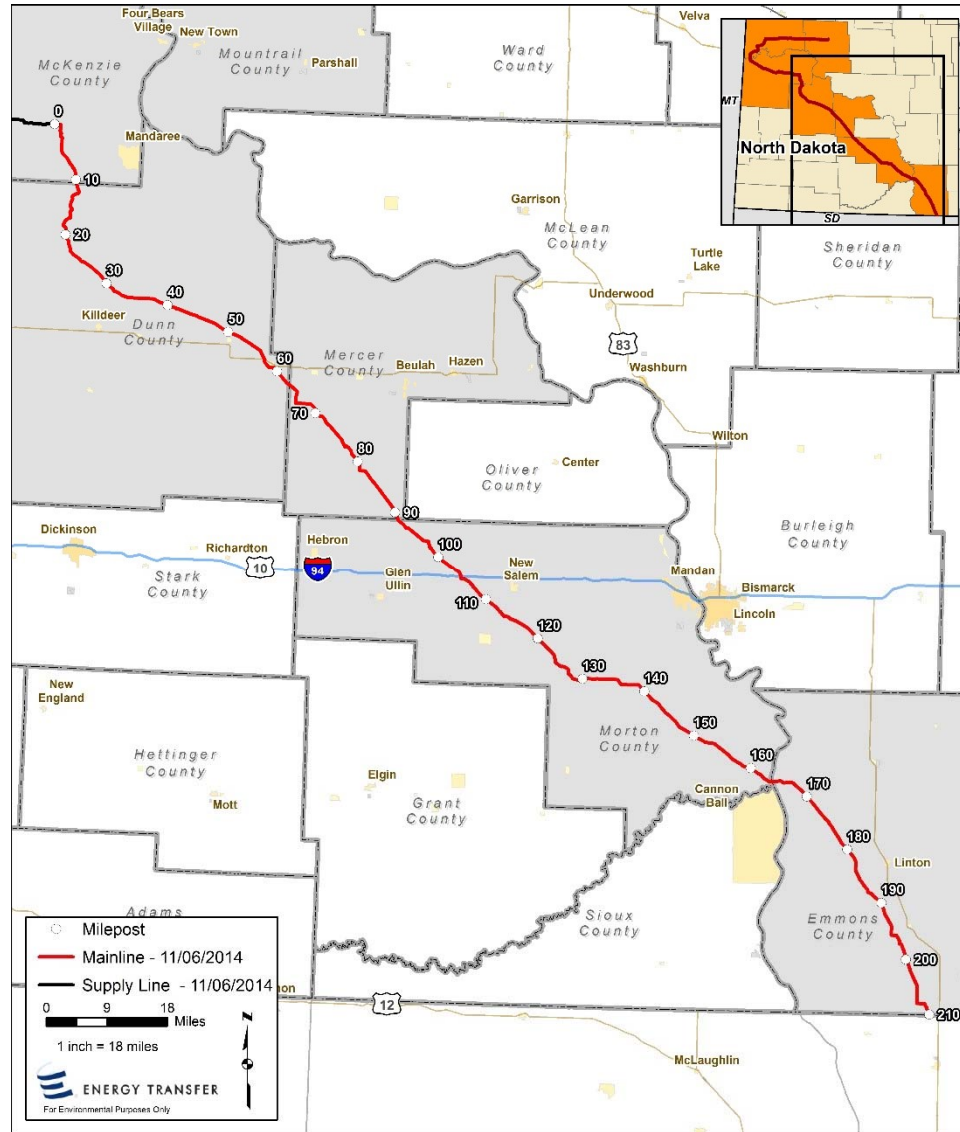 Four Bears
Village
New Town
Velva
Mountrail
County
Ward
County
McKenzie
County
Parshall
MT
North Dakota
SD
0
Mandaree
10
Garrison
McLean
County
20
Turtle
Lake
Sheridan
County
30
40
Underwood
Killdeer
50
Dunn
County
83
60
Mercer
County
Beulah
Hazen
Washburn
70
Wilton
80
Oliver
County
Center
90
Burleigh
County
Dickinson
Richardton
Hebron
100
10
94
Stark
County
Glen
Ullin
New
Salem
Mandan
Bismarck
110
Lincoln
120
130
140
New
England
150
Morton
County
160
Hettinger
County
Elgin
Cannon
Ball
170
Mott
Grant
County
180
Linton
190
Adams
Sioux
County
Emmons
County
200
12
210
McLaughlin
Milepost
Mainline - 11/06/2014
Supply Line - 11/06/2014
non
0 9 18
Miles
1 inch = 18 miles
N
ENERGY TRANSFER
For Environmental Purposes Only